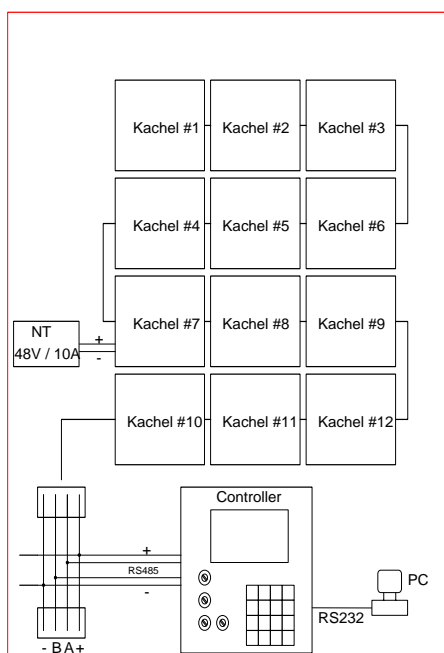 Kachel #1 Kachel #2 Kachel #3
Kachel #4 Kachel #5 Kachel #6
NT
48V / 10A
+
-
Kachel #7 Kachel #8 Kachel #9
Kachel #10 Kachel #11 Kachel #12
Controller
+
RS485
-
PC
RS232
- B A +